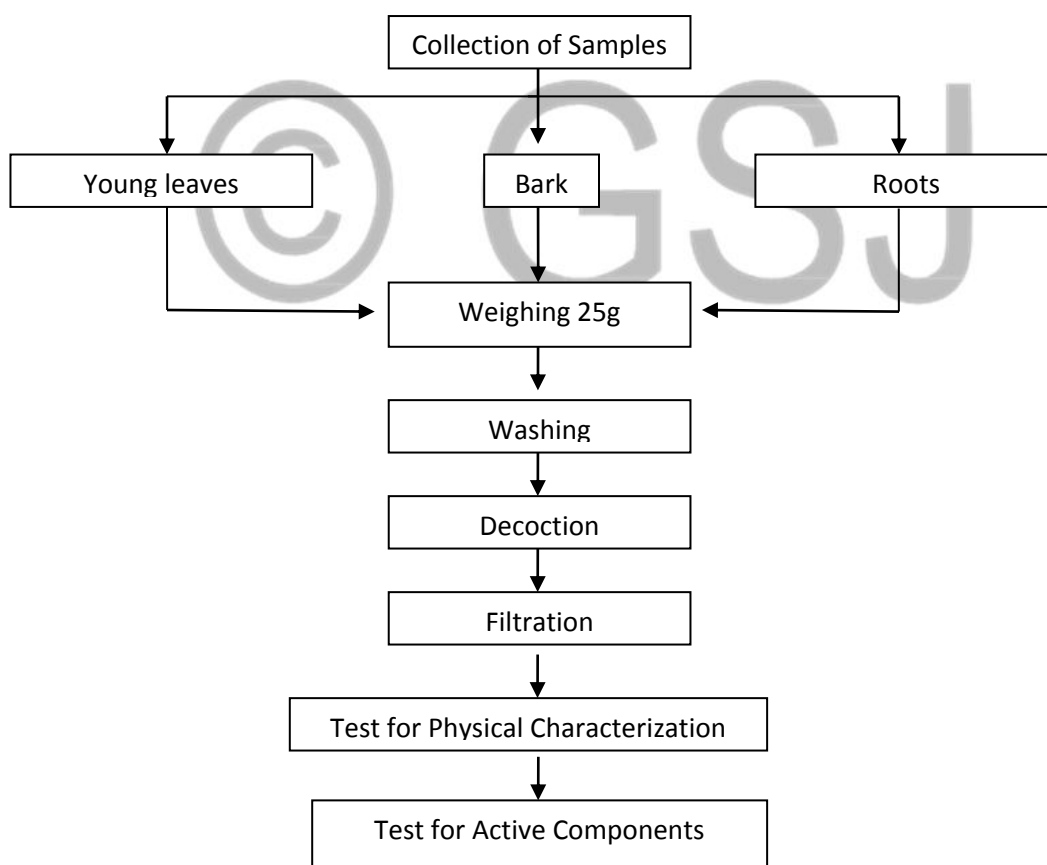 Collection of Samples
© GSJ
Young leaves
Bark
Roots
Weighing 25g
Washing
Decoction
Filtration
Test for Physical Characterization
Test for Active Components